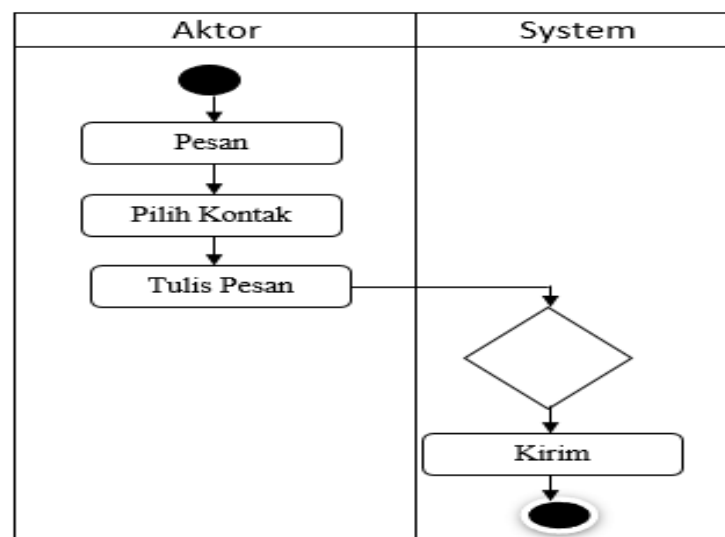 Aktor
System
Pesan
Pilih Kontak
Tulis Pesan
Kirim